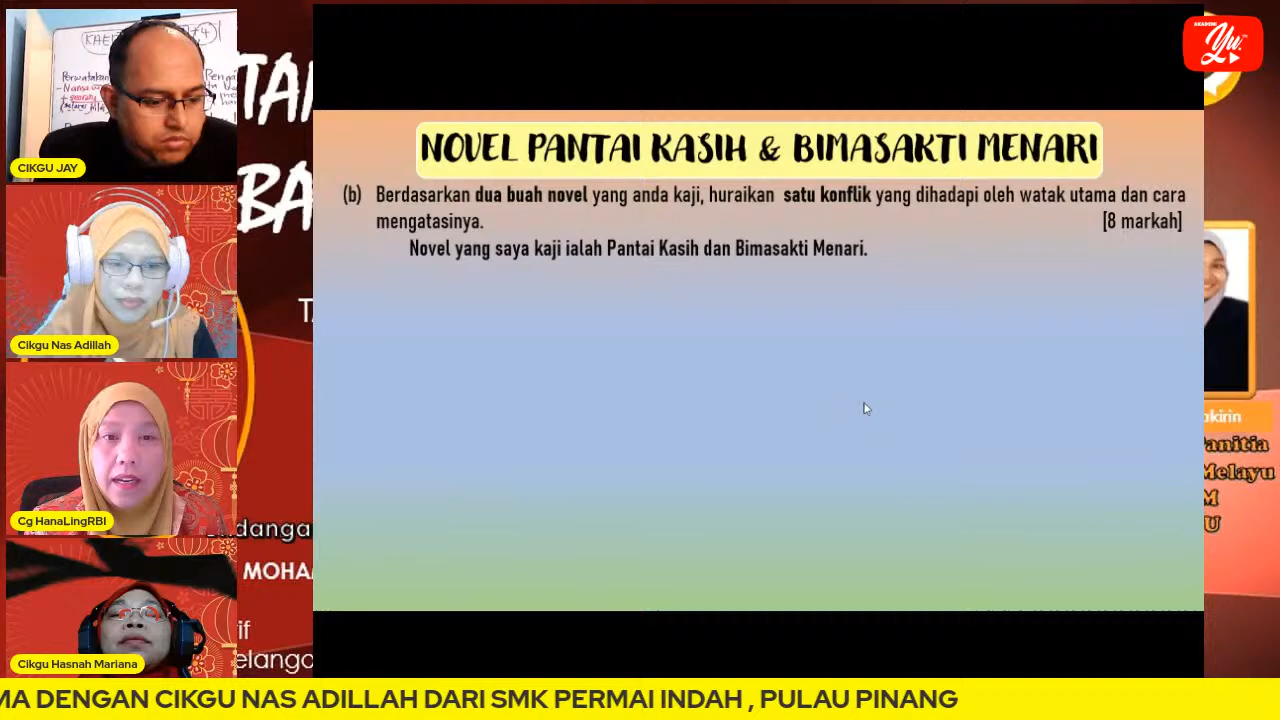 AKADEMI
Yu.
CIKGU JAY
Cikgu Nas Adillah
Cg HanaLingRBI
Cikgu Hasnah Mariana
NOVEL PANTAI KASIH & BIMASAKTI MENARI
(b) Berdasarkan dua buah novel yang anda kaji, huraikan satu konflik yang dihadapi oleh watak utama dan cara
mengatasinya. [8 markah]
Novel yang saya kaji ialah Pantai Kasih dan Bimasakti Menari.
MA DENGAN CIKGU NAS ADILLAH DARI SMK PERMAI INDAH , PULAU PINANG